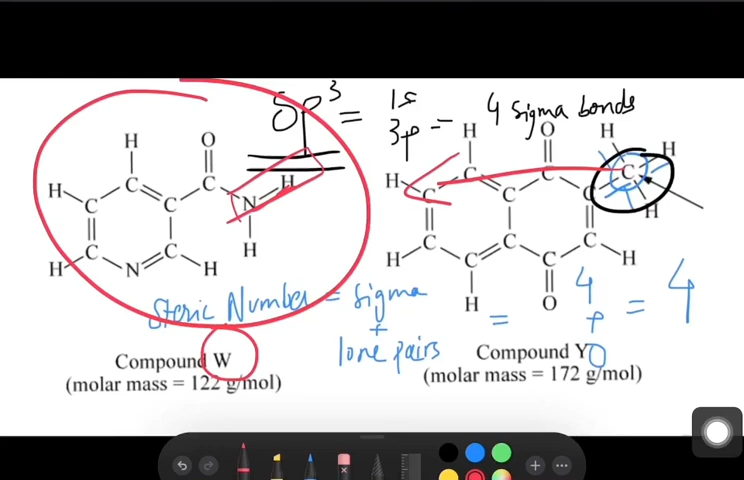 sp³ = 1s
3p = 4 sigma bonds
H
O
H
O
H
H
H
H
C
C
C
C
N
H
C
C
N
C
H
H
H
C
C
C
C
C
C
H
C
C
C
C
C
H
H
O
H
Steric Number = sigma
+
lone pairs
= 4
+
0
= 4
Compound W
(molar mass = 122 g/mol)
Compound Y
(molar mass = 172 g/mol)